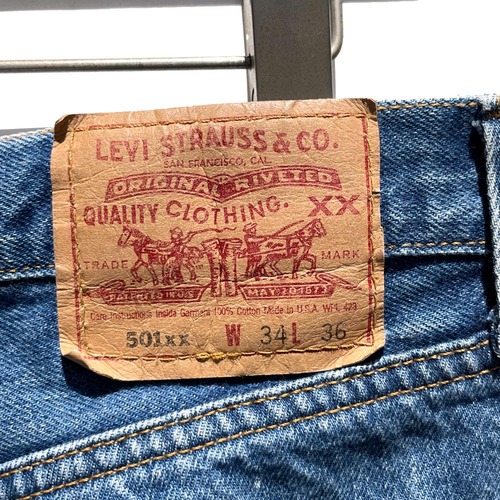 LEVI STRAUSS & CO.
SAN FRANCISCO, CAL.
ORIGINAL RIVETED
QUALITY CLOTHING. XX
TRADE MARK
PATENTED IN U.S. MAY 20 1873
Care Instructions Inside Garment 100% Cotton Made in U.S.A. WPL 423
501XX W 34 L 36